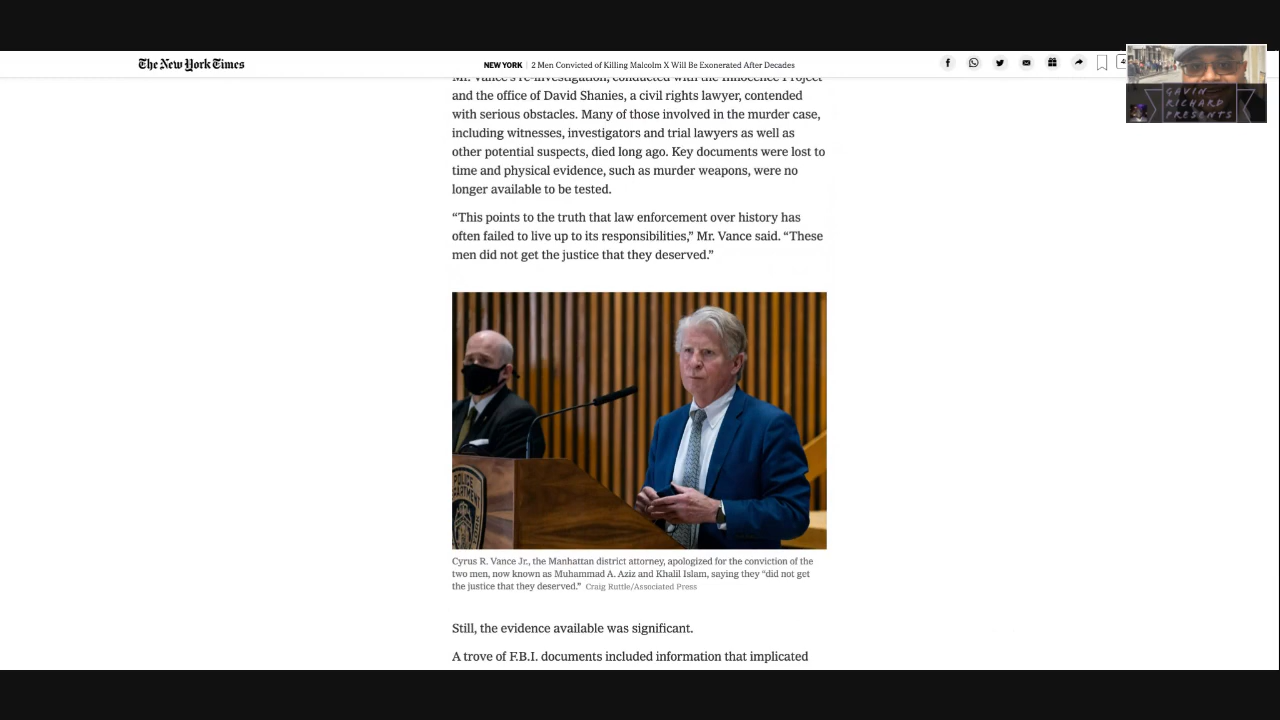 The New York Times
NEW YORK | 2 Men Convicted of Killing Malcolm X Will Be Exonerated After Decades
GAVIN
RICHARD
PRESENTS
Mr. Vance's re-investigation, conducted with the Innocence Project
and the office of David Shanies, a civil rights lawyer, contended
with serious obstacles. Many of those involved in the murder case,
including witnesses, investigators and trial lawyers as well as
other potential suspects, died long ago. Key documents were lost to
time and physical evidence, such as murder weapons, were no
longer available to be tested.
“This points to the truth that law enforcement over history has
often failed to live up to its responsibilities,” Mr. Vance said. “These
men did not get the justice that they deserved.”
POLICE
DEPARTMENT
Cyrus R. Vance Jr., the Manhattan district attorney, apologized for the conviction of the
two men, now known as Muhammad A. Aziz and Khalil Islam, saying they “did not get
the justice that they deserved.” Craig Ruttle/Associated Press
Still, the evidence available was significant.
A trove of F.B.I. documents included information that implicated